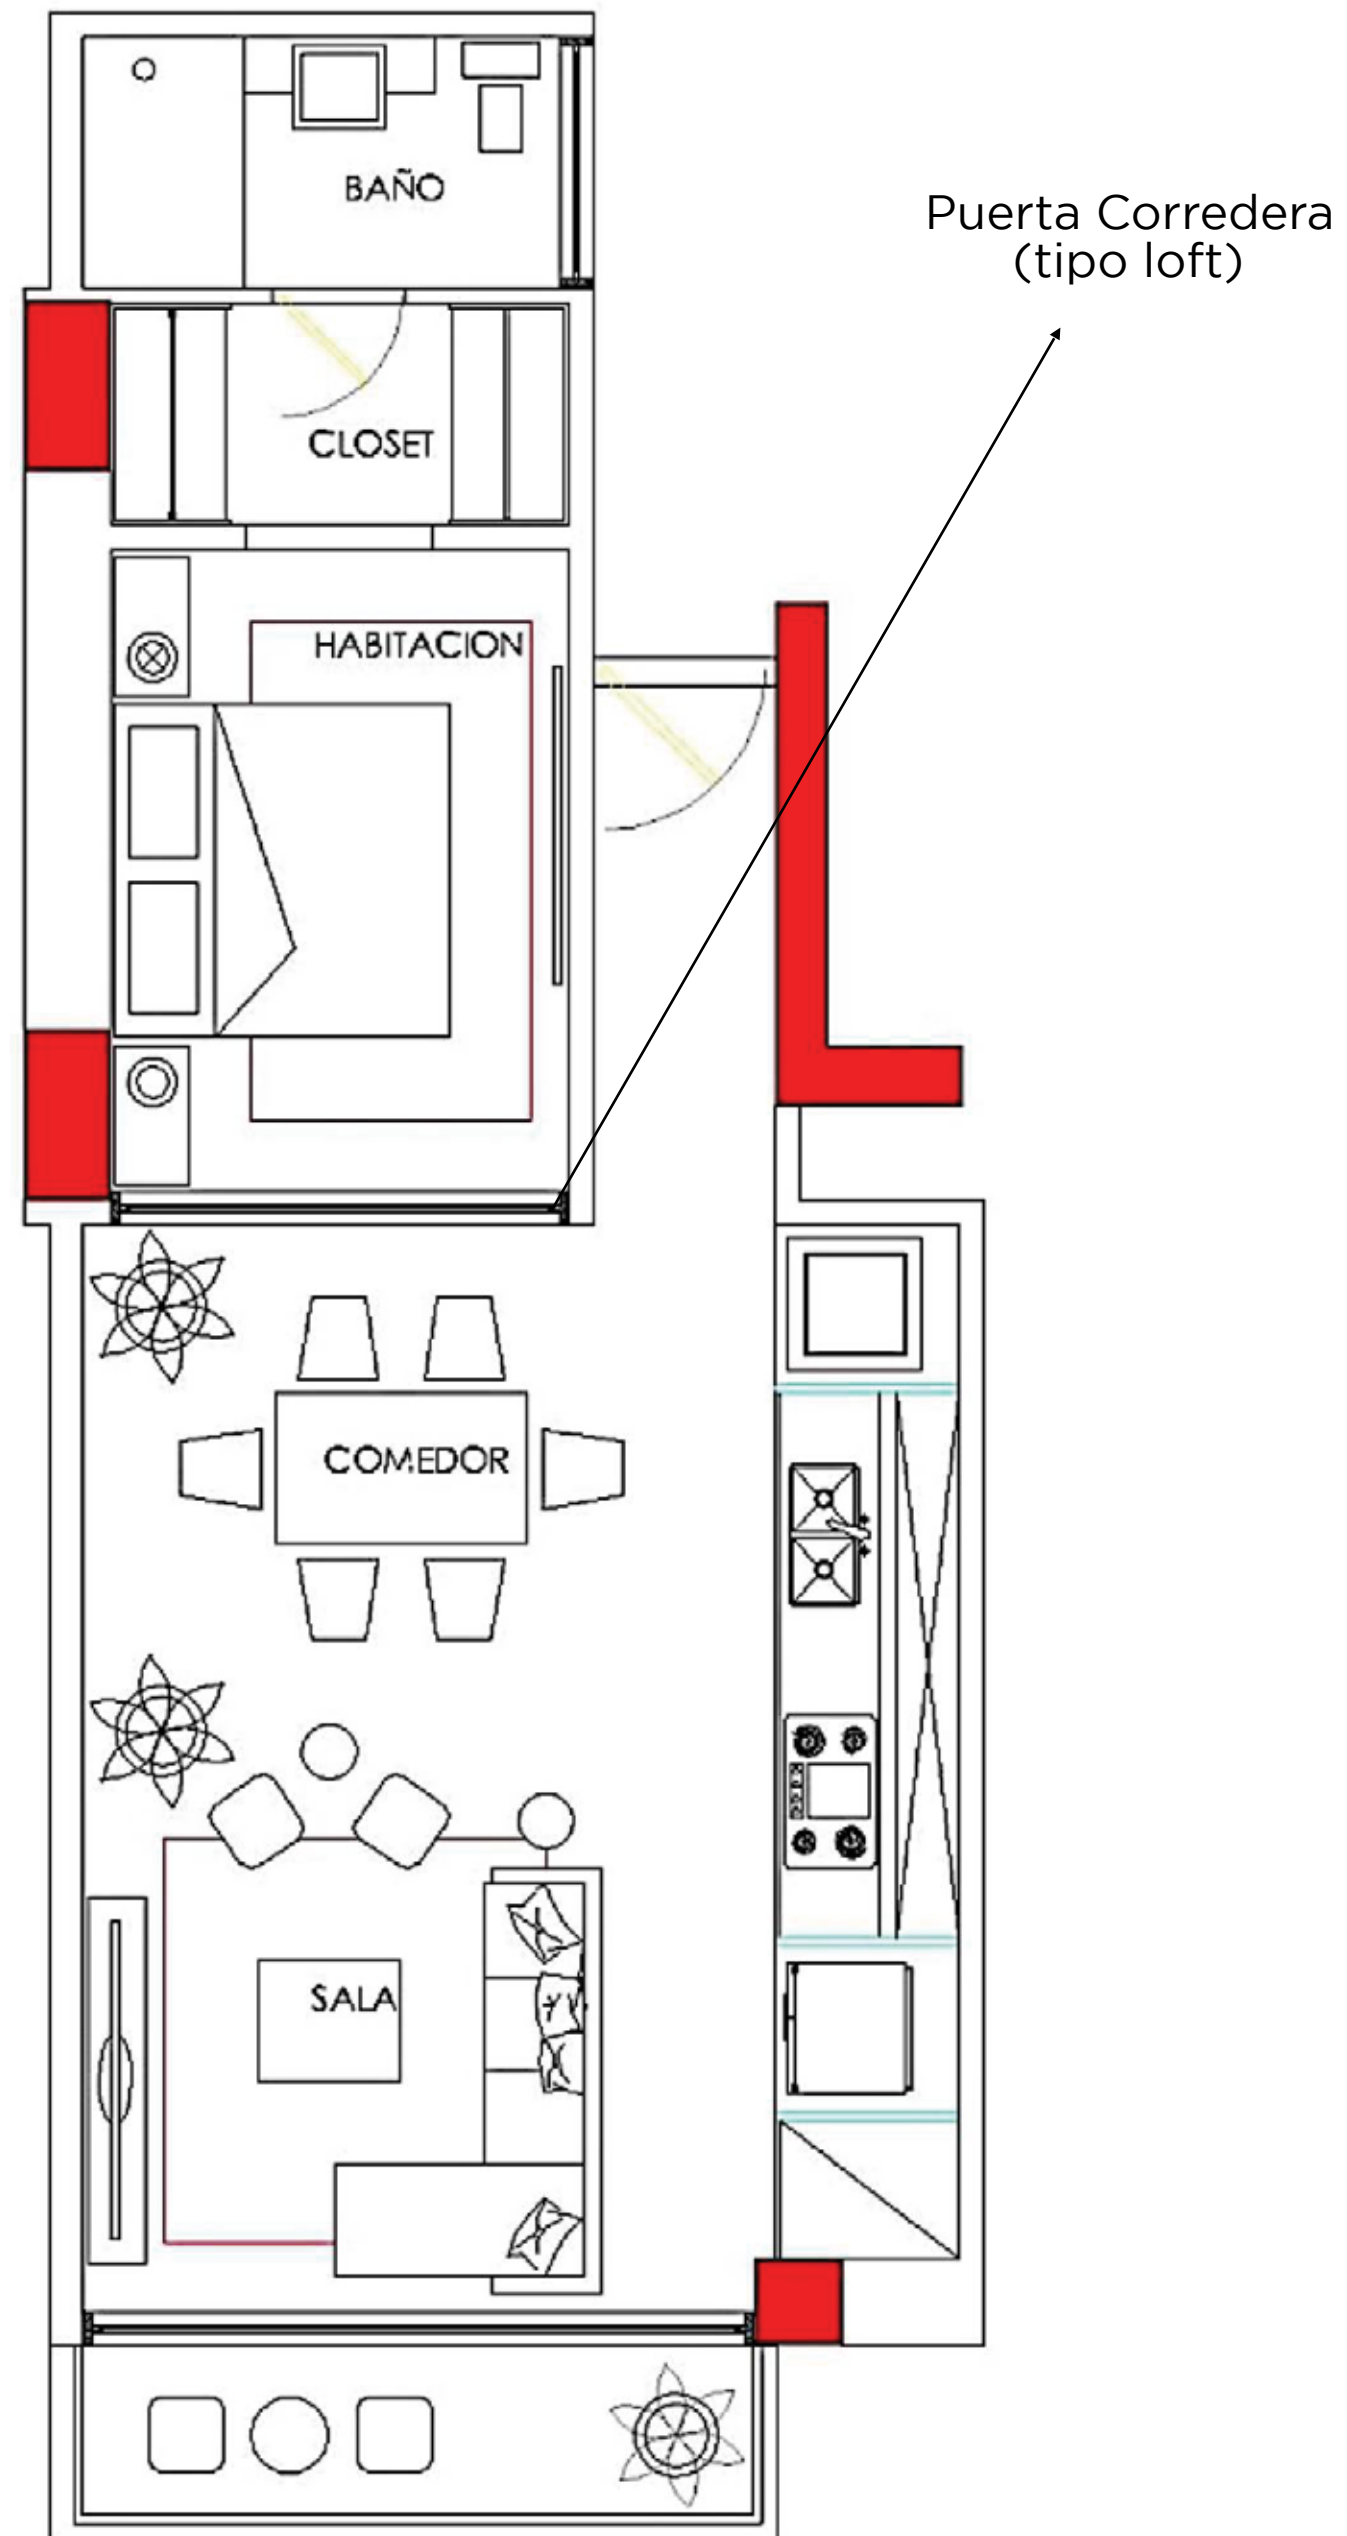 BAÑO
Puerta Corredera
(tipo loft)
CLOSET
HABITACION
COMEDOR
SALA